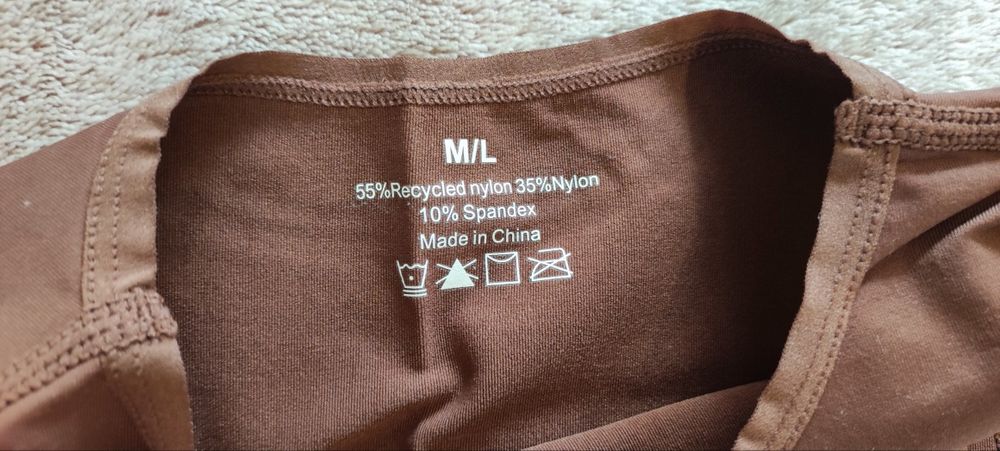 M/L
55%Recycled nylon 35%Nylon
10% Spandex
Made in China